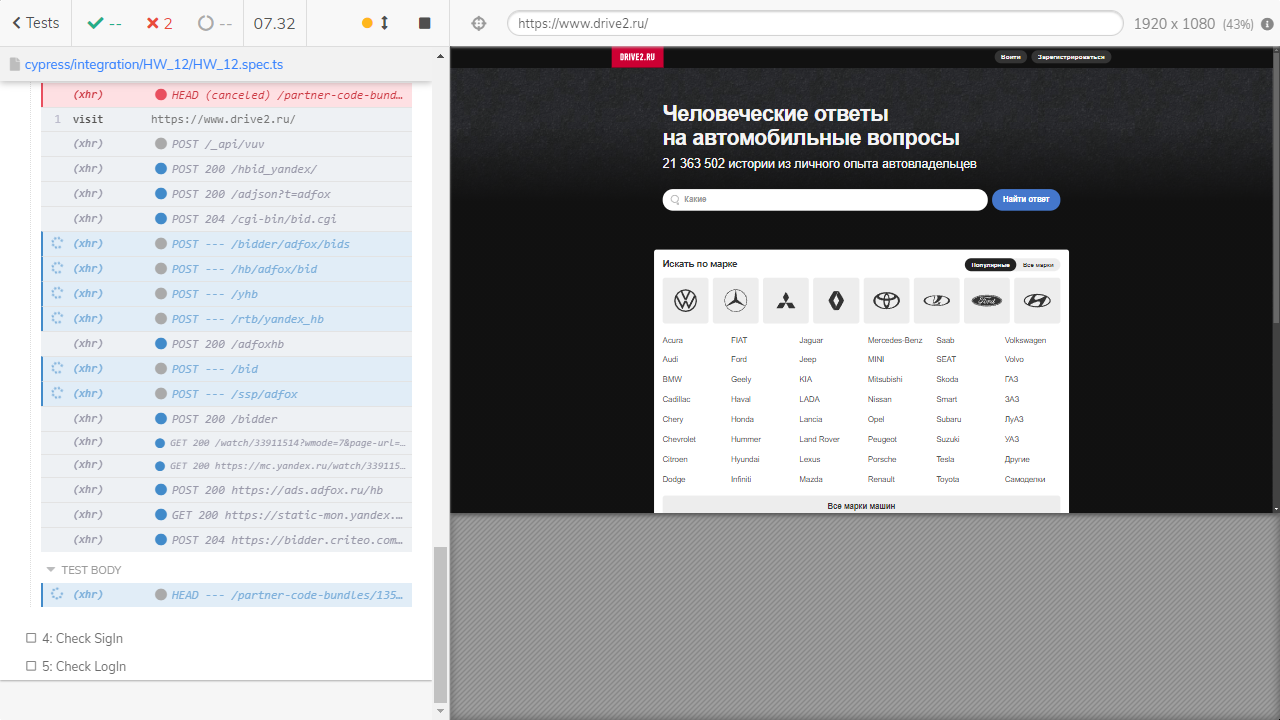 Tests
--
2
--
07.32
https://www.drive2.ru/
1920 x 1080 (43%)
cypress/integration/HW_12/HW_12.spec.ts
(xhr) HEAD (canceled) /partner-code-bund…
1 visit https://www.drive2.ru/
(xhr) POST /_api/vuv
(xhr) POST 200 /hbid_yandex/
(xhr) POST 200 /adjson?t=adfox
(xhr) POST 204 /cgi-bin/bid.cgi
(xhr) POST --- /bidder/adfox/bids
(xhr) POST --- /hb/adfox/bid
(xhr) POST --- /yhb
(xhr) POST --- /rtb/yandex_hb
(xhr) POST 200 /adfoxhb
(xhr) POST --- /bid
(xhr) POST --- /ssp/adfox
(xhr) POST 200 /bidder
(xhr) GET 200 /watch/33911514?wmode=7&page-url=…
(xhr) GET 200 https://mc.yandex.ru/watch/339115…
(xhr) POST 200 https://ads.adfox.ru/hb
(xhr) GET 200 https://static-mon.yandex.…
(xhr) POST 204 https://bidder.criteo.com…
TEST BODY
(xhr) HEAD --- /partner-code-bundles/135…
4: Check SigIn
5: Check LogIn
DRIVE2.RU
Войти Зарегистрироваться
Человеческие ответы
на автомобильные вопросы
21 363 502 истории из личного опыта автовладельцев
Какие
Найти ответ
Искать по марке
Популярные Все марки
Ford
Acura FIAT Jaguar Mercedes-Benz Saab Volkswagen
Audi Ford Jeep MINI SEAT Volvo
BMW Geely KIA Mitsubishi Skoda ГАЗ
Cadillac Haval LADA Nissan Smart ЗАЗ
Chery Honda Lancia Opel Subaru ЛуАЗ
Chevrolet Hummer Land Rover Peugeot Suzuki УАЗ
Citroen Hyundai Lexus Porsche Tesla Другие
Dodge Infiniti Mazda Renault Toyota Самоделки
Все марки машин